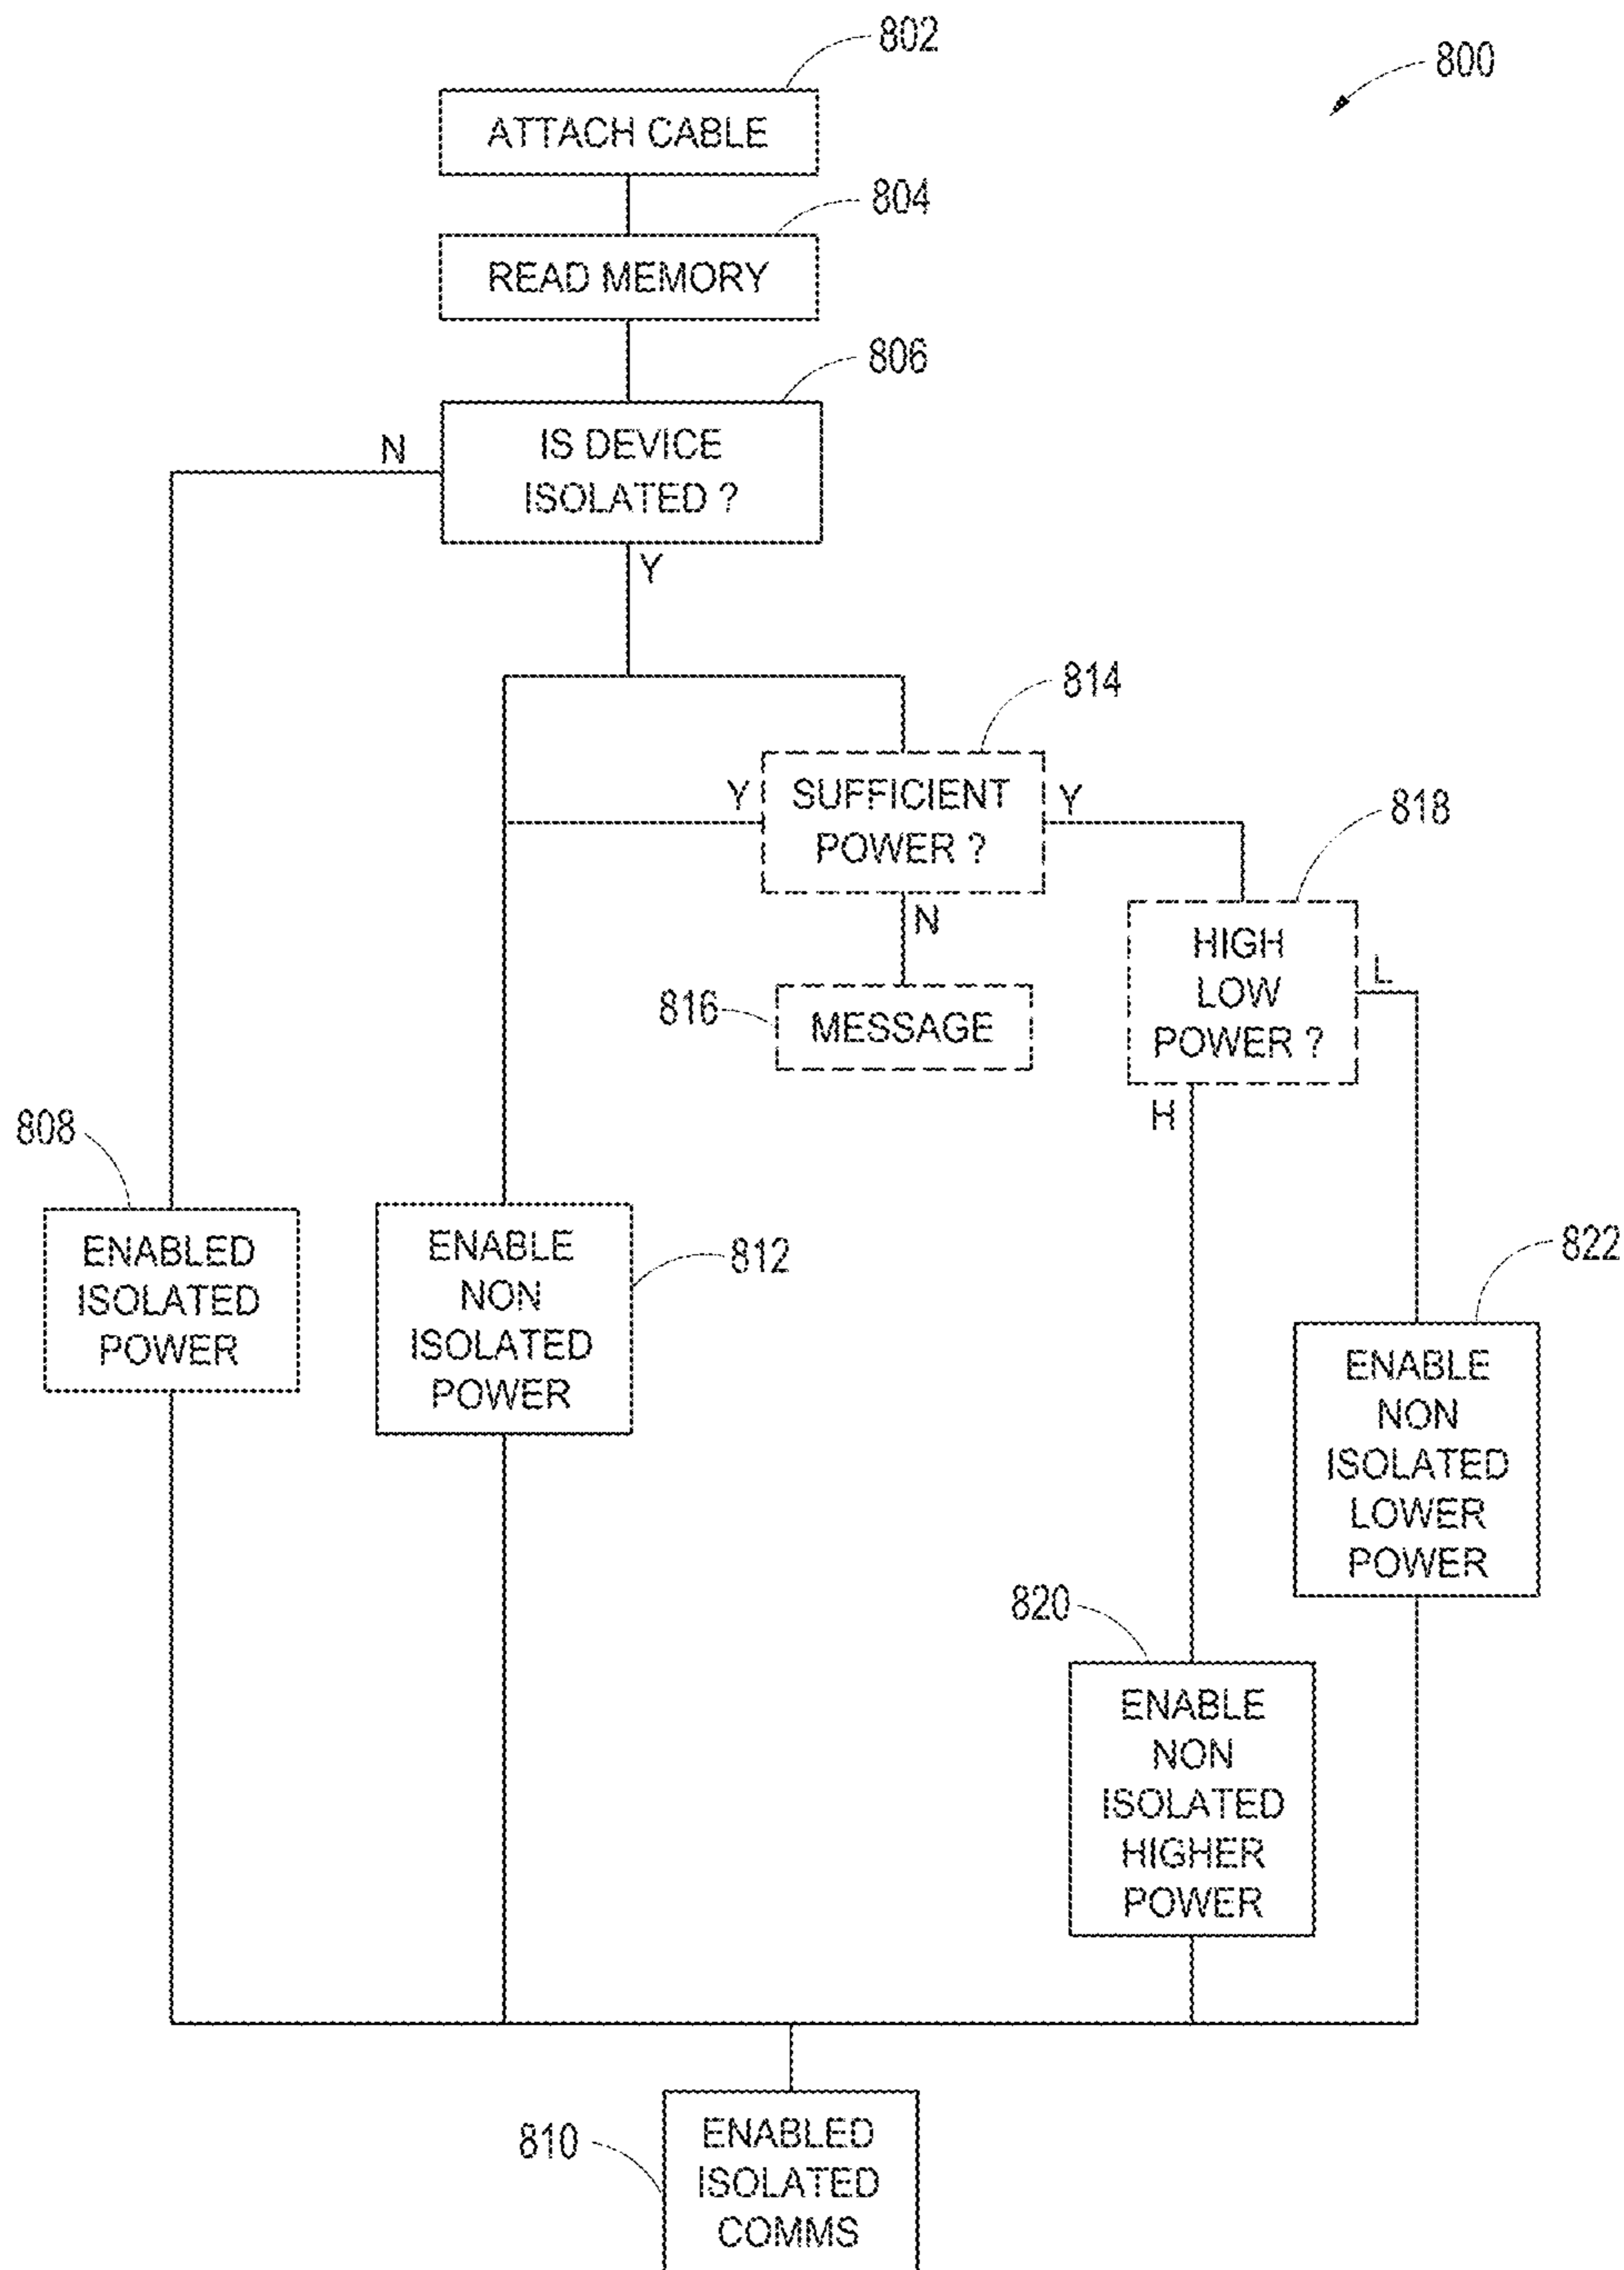 802
800
ATTACH CABLE
804
READ MEMORY
806
N
IS DEVICE
ISOLATED ?
Y
814
Y
SUFFICIENT
POWER ?
Y
818
N
HIGH
LOW
POWER ?
L
816
MESSAGE
H
808
ENABLED
ISOLATED
POWER
ENABLE
NON
ISOLATED
POWER
812
822
ENABLE
NON
ISOLATED
LOWER
POWER
820
ENABLE
NON
ISOLATED
HIGHER
POWER
810
ENABLED
ISOLATED
COMMS